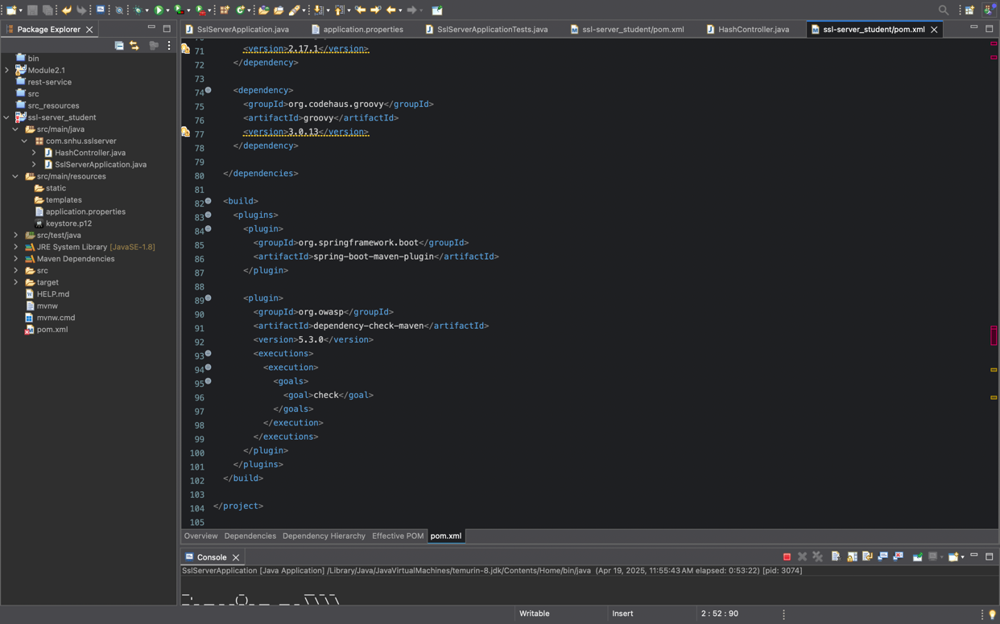 Package Explorer
SslServerApplication.java
application.properties
SslServerApplicationTests.java
ssl-server_student/pom.xml
HashController.java
ssl-server_student/pom.xml
bin
Module2.1
rest-service
src
src_resources
ssl-server_student
src/main/java
com.snhu.sslserver
HashController.java
SslServerApplication.java
src/main/resources
static
templates
application.properties
keystore.p12
src/test/java
JRE System Library [JavaSE-1.8]
Maven Dependencies
src
target
HELP.md
mvnw
mvnw.cmd
pom.xml
71 <version>2.17.1</version>
72 </dependency>
73
74 <dependency>
75 <groupId>org.codehaus.groovy</groupId>
76 <artifactId>groovy</artifactId>
77 <version>3.0.13</version>
78 </dependency>
79
80 </dependencies>
81
82 <build>
83 <plugins>
84 <plugin>
85 <groupId>org.springframework.boot</groupId>
86 <artifactId>spring-boot-maven-plugin</artifactId>
87 </plugin>
88
89 <plugin>
90 <groupId>org.owasp</groupId>
91 <artifactId>dependency-check-maven</artifactId>
92 <version>5.3.0</version>
93 <executions>
94 <execution>
95 <goals>
96 <goal>check</goal>
97 </goals>
98 </execution>
99 </executions>
100 </plugin>
101 </plugins>
102 </build>
103
104 </project>
105
Overview Dependencies Dependency Hierarchy Effective POM pom.xml
Console
SslServerApplication [Java Application] /Library/Java/JavaVirtualMachines/temurin-8.jdk/Contents/Home/bin/java (Apr 19, 2025, 11:55:43 AM elapsed: 0:53:22) [pid: 3074]
Writable Insert 2 : 52 : 90